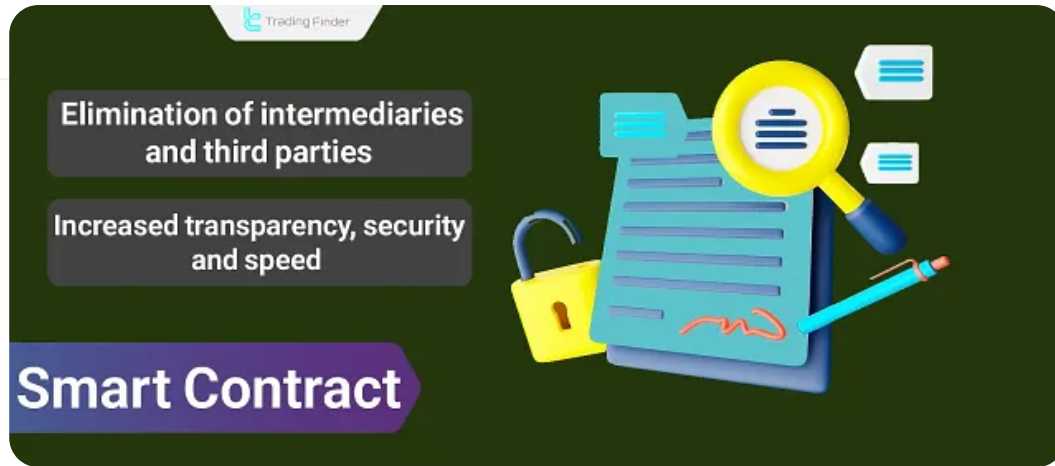 Trading Finder
Elimination of intermediaries
and third parties
Increased transparency, security
and speed
Smart Contract